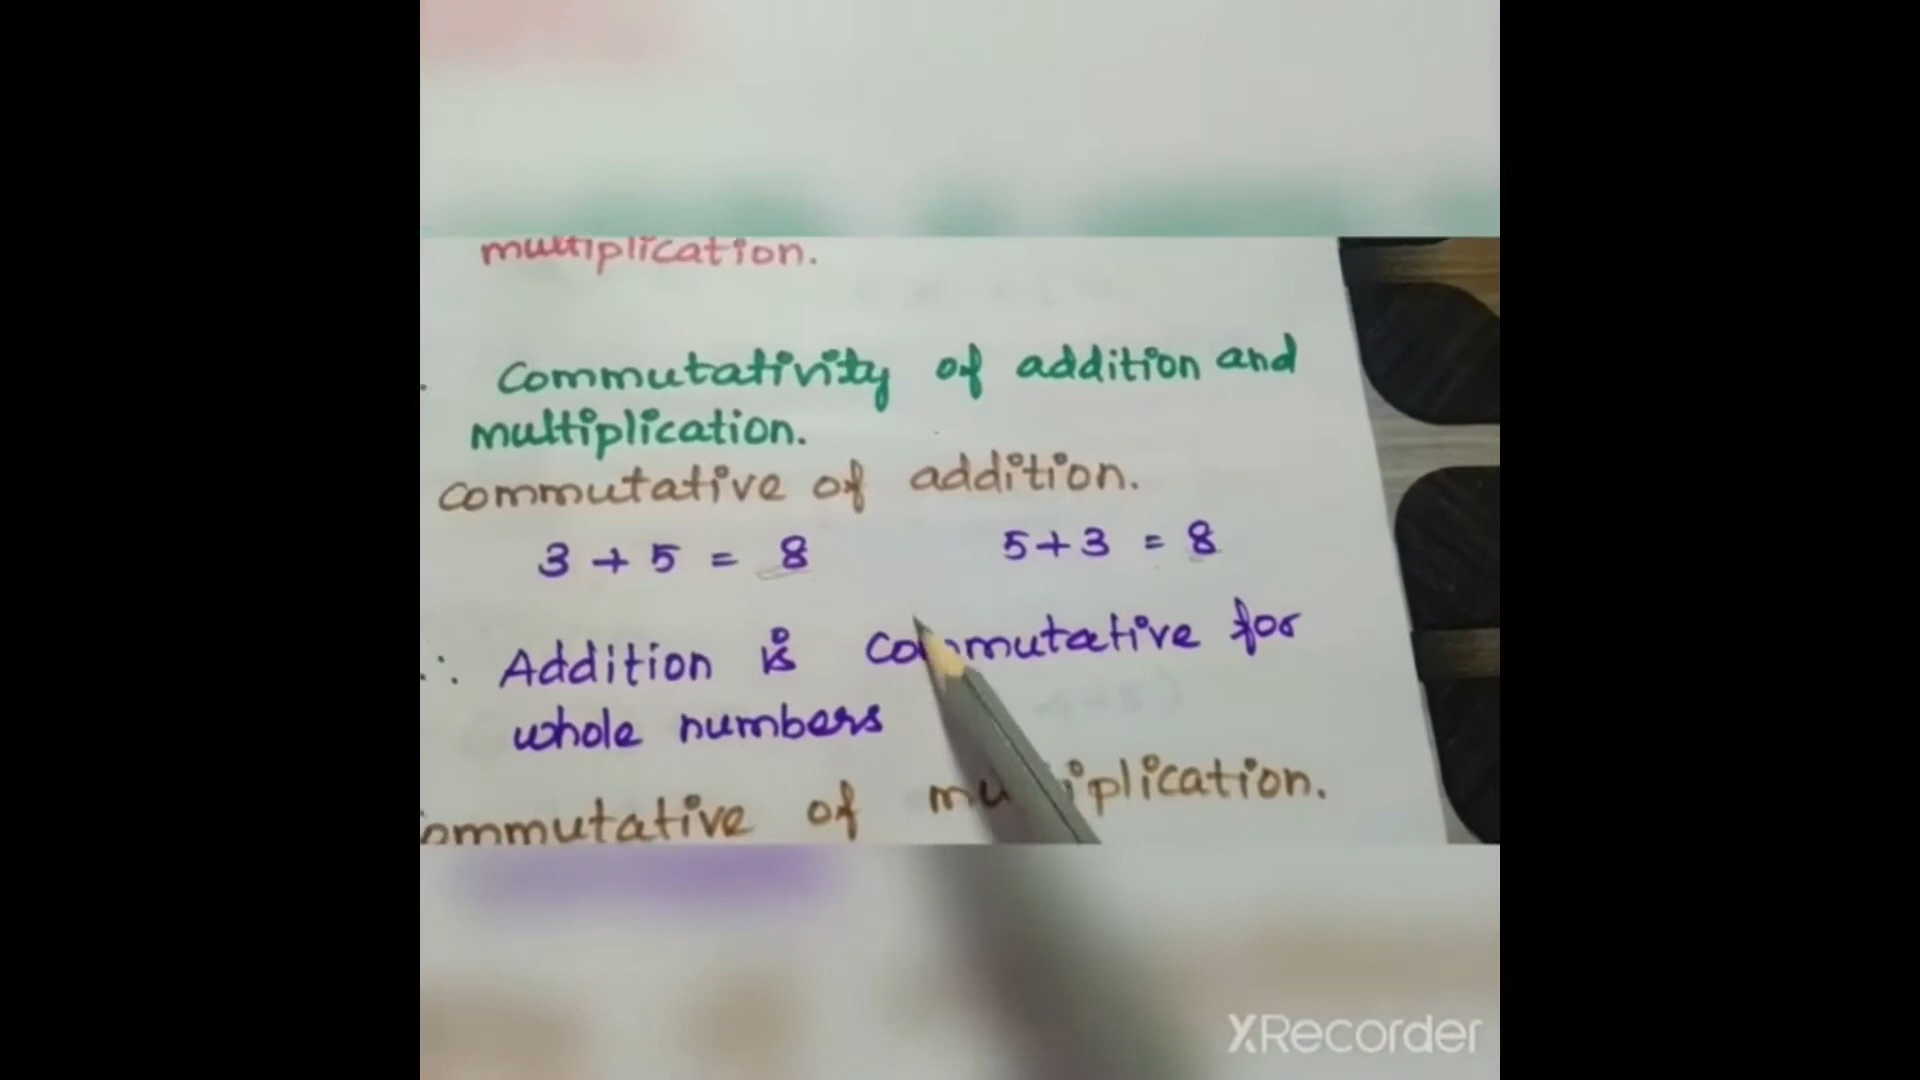 multiplication.
Commutativity of addition and
multiplication.
commutative of addition.
3 + 5 = 8 5+3 = 8
∴ Addition is commutative for
whole numbers
ommutative of multiplication.
XRecorder